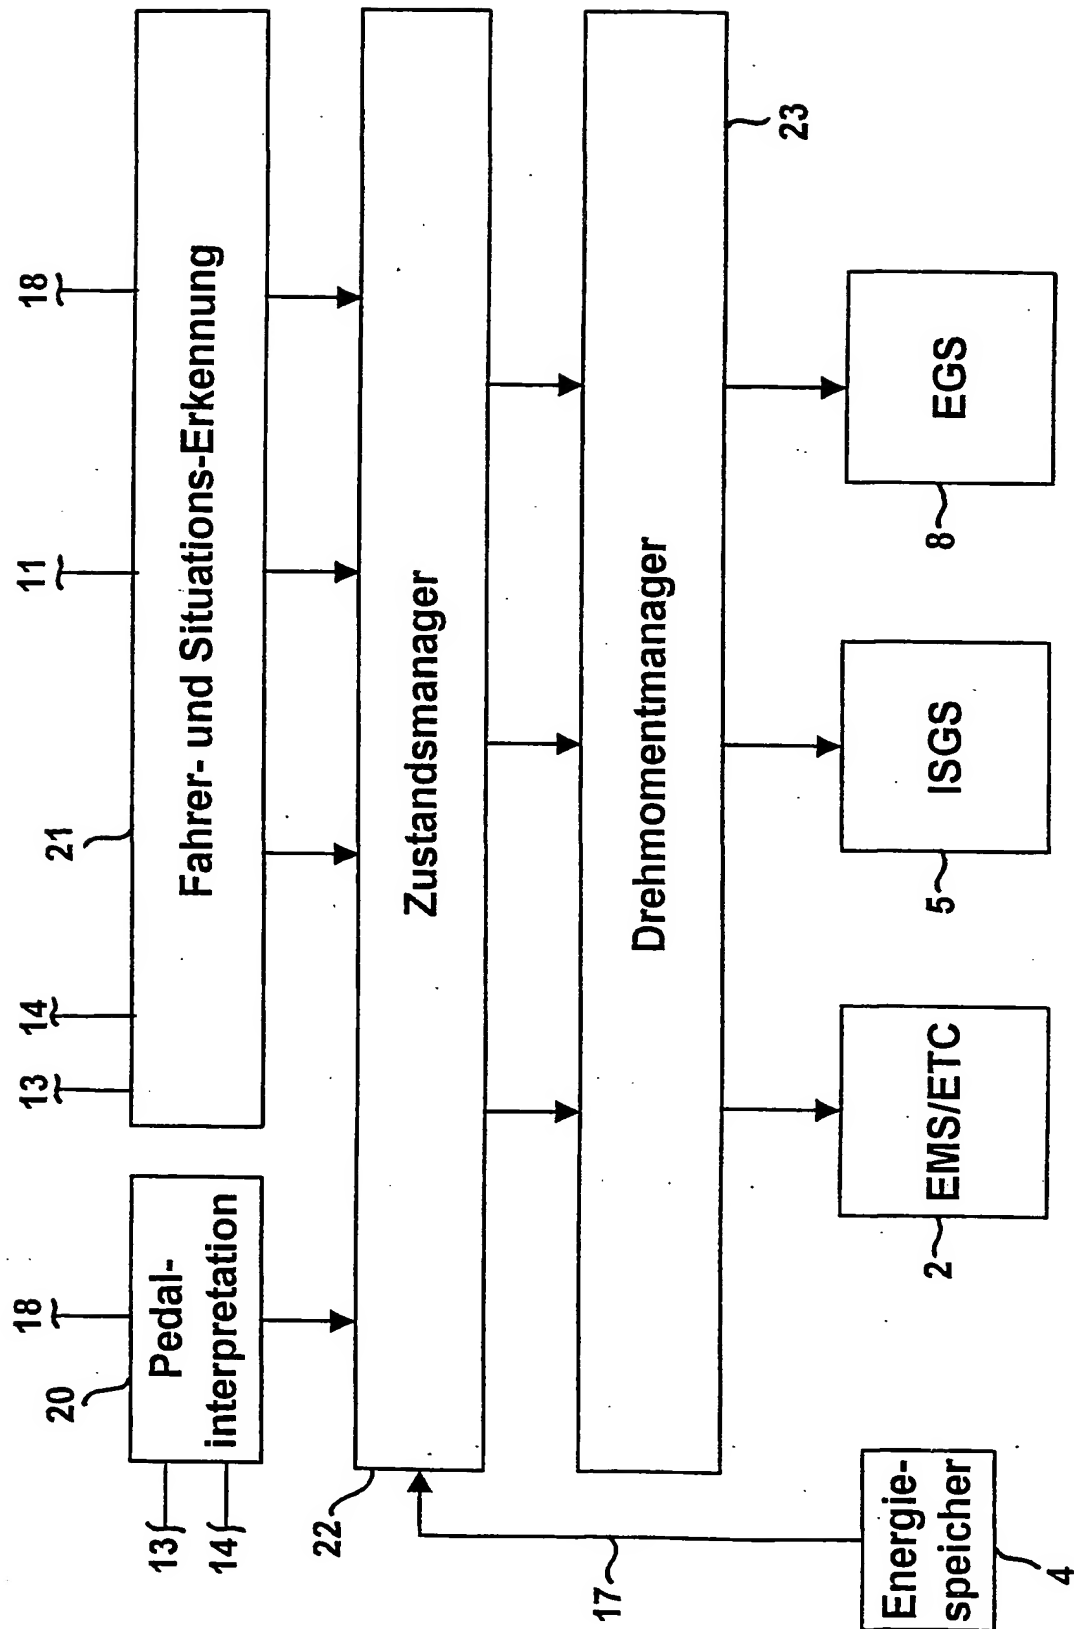 18
13
14
11
18
20
21
13
14
Pedal-
interpretation
Fahrer- und Situations-Erkennung
22
Zustandsmanager
17
Drehmomentmanager
23
Energie-
speicher
4
2
EMS/ETC
5
ISGS
8
EGS